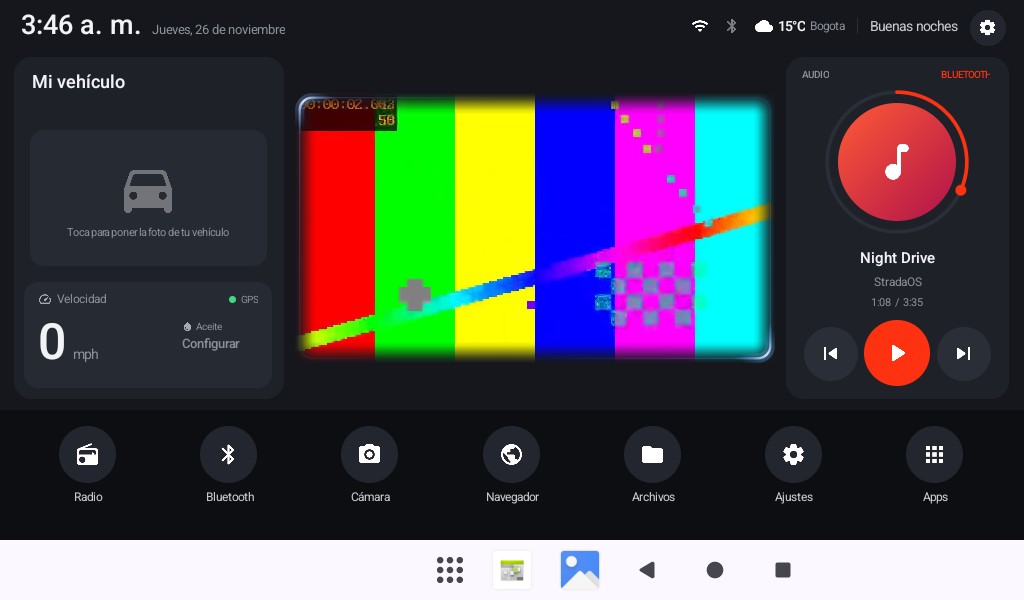 3:46 a. m. Jueves, 26 de noviembre
15°C Bogota Buenas noches
Mi vehículo
Toca para poner la foto de tu vehículo
Velocidad GPS
0 mph
Aceite
Configurar
50
AUDIO BLUETOOTH
Night Drive
StradaOS
1:08 / 3:35
Radio Bluetooth Cámara Navegador Archivos Ajustes Apps